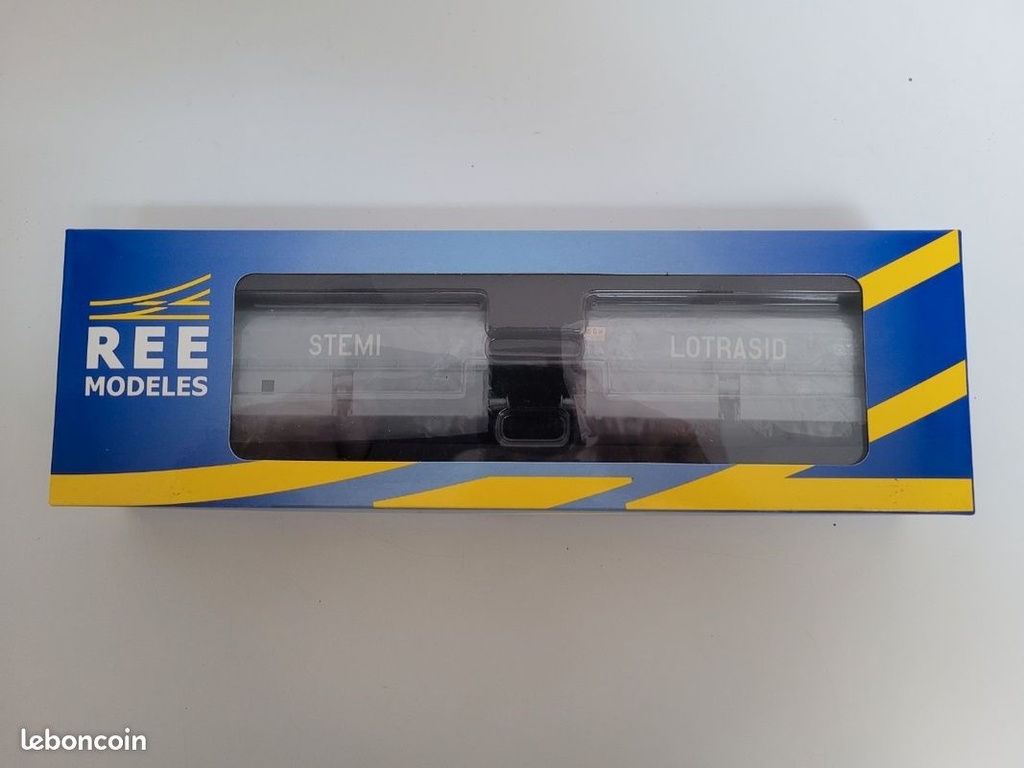 REE
MODELES
STEMI
LOTRASID
leboncoin